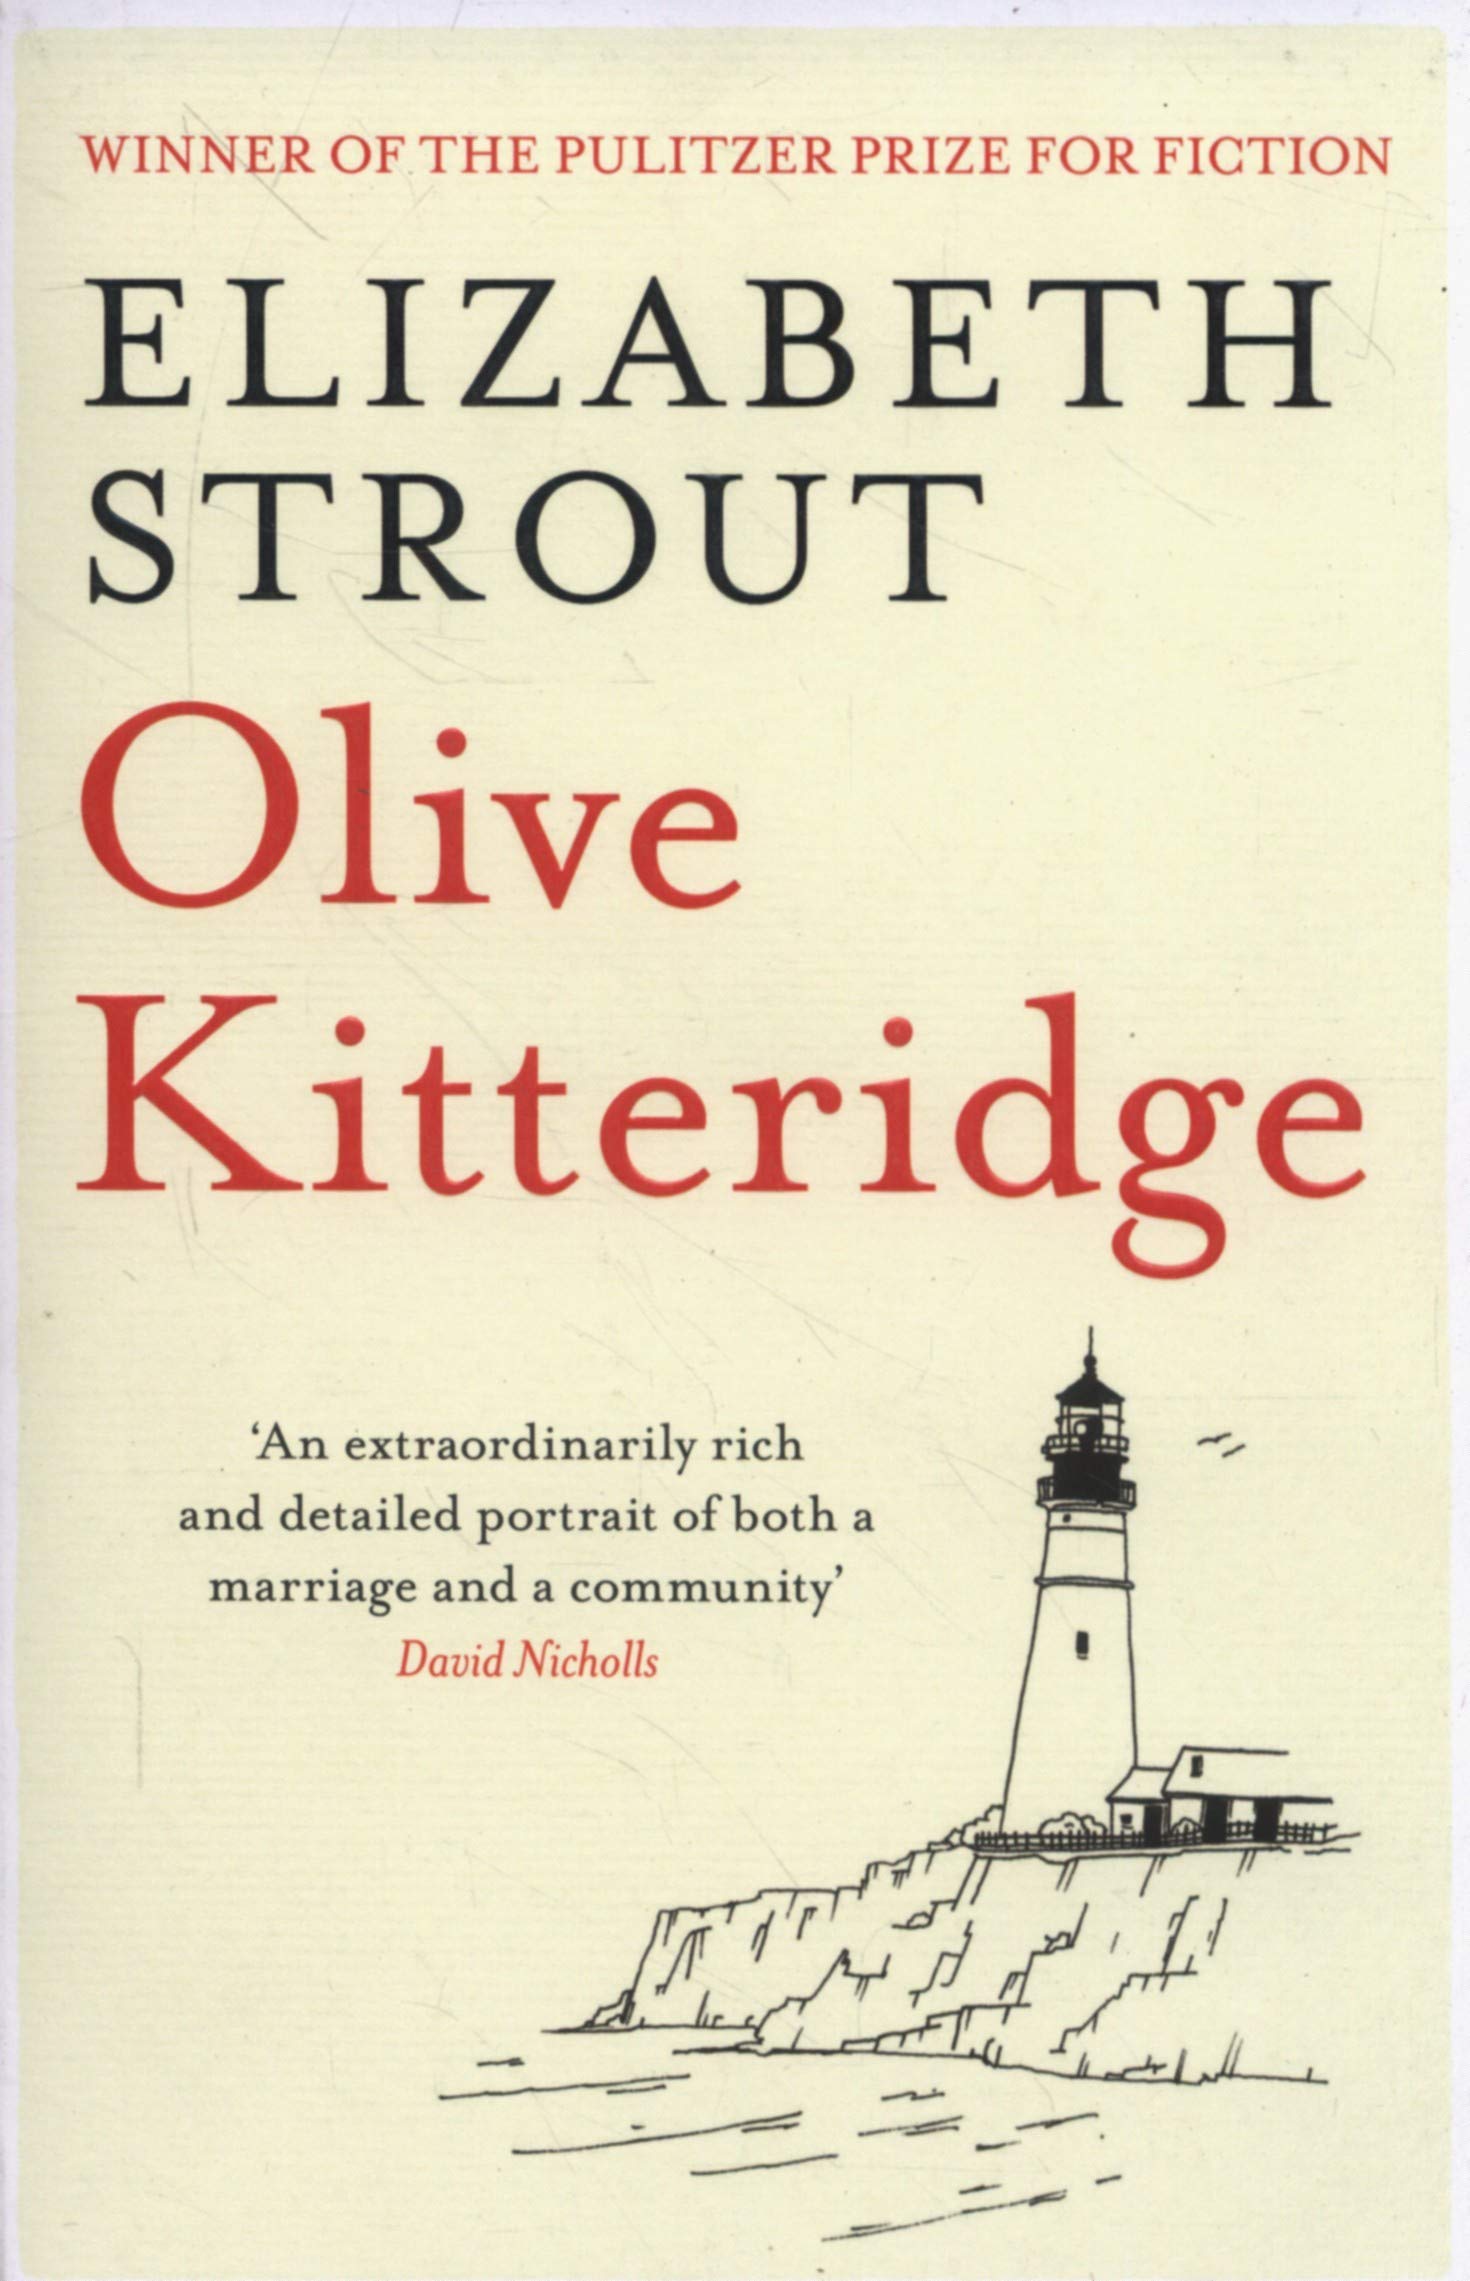 WINNER OF THE PULITZER PRIZE FOR FICTION
ELIZABETH
STROUT
Olive
Kitteridge
‘An extraordinarily rich
and detailed portrait of both a
marriage and a community’
David Nicholls